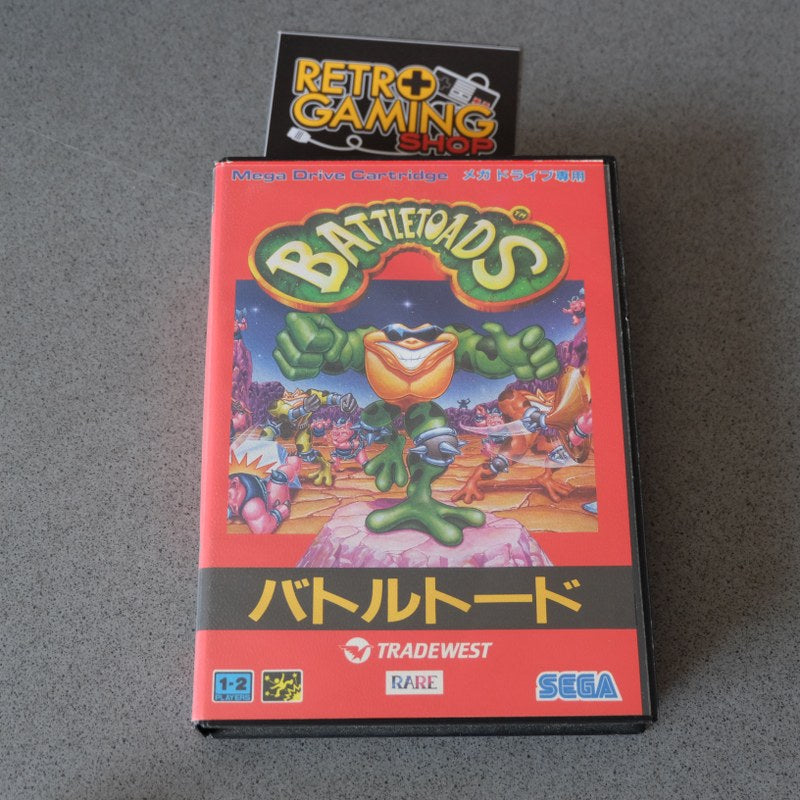 RETRO
GAMING
SHOP
Mega Drive Cartridge メガドライブ専用
BATTLETOADS TM
バトルトード
TRADEWEST
1-2
PLAYERS
RARE
SEGA